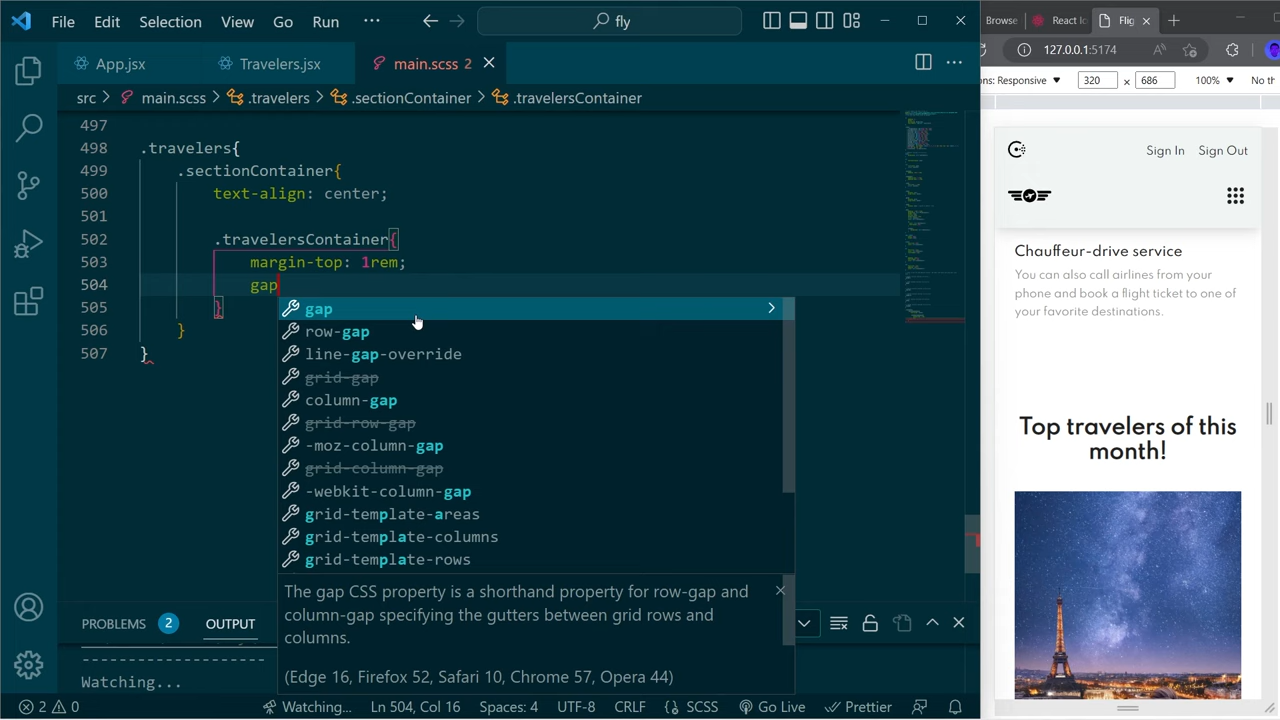 File Edit Selection View Go Run ··· fly
App.jsx Travelers.jsx main.scss 2
src > main.scss > .travelers > .sectionContainer > .travelersContainer
497
498 .travelers{
499 .sectionContainer{
500 text-align: center;
501
502 .travelersContainer{
503 margin-top: 1rem;
504 gap
505 }
506 }
507 }
gap
row-gap
line-gap-override
grid-gap
column-gap
grid-row-gap
-moz-column-gap
grid-column-gap
-webkit-column-gap
grid-template-areas
grid-template-columns
grid-template-rows
The gap CSS property is a shorthand property for row-gap and
column-gap specifying the gutters between grid rows and
columns.
(Edge 16, Firefox 52, Safari 10, Chrome 57, Opera 44)
PROBLEMS 2 OUTPUT
Watching...
2 0 Watching... Ln 504, Col 16 Spaces: 4 UTF-8 CRLF SCSS Go Live Prettier
Browse React Ic Flig
127.0.0.1:5174
ons: Responsive 320 × 686 100% No th
Sign In Sign Out
Chauffeur-drive service
You can also call airlines from your
phone and book a flight ticket to one of
your favorite destinations.
Top travelers of this
month!